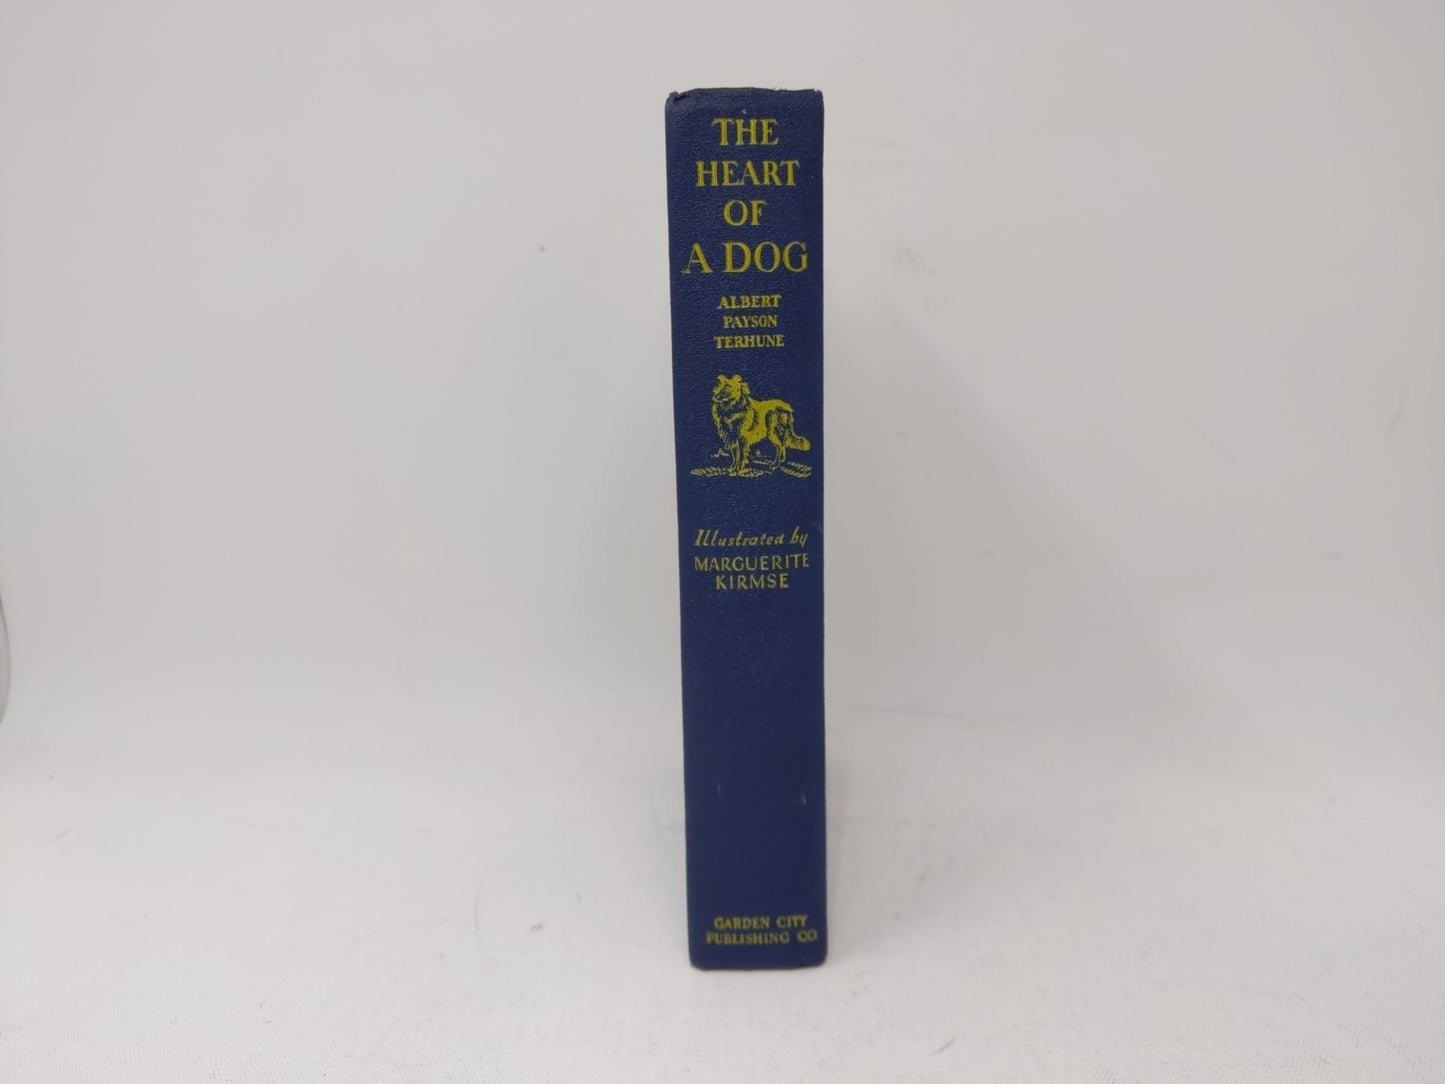 THE
HEART
OF
A DOG
ALBERT
PAYSON
TERHUNE
Illustrated by
MARGUERITE
KIRMSE
GARDEN CITY
PUBLISHING CO